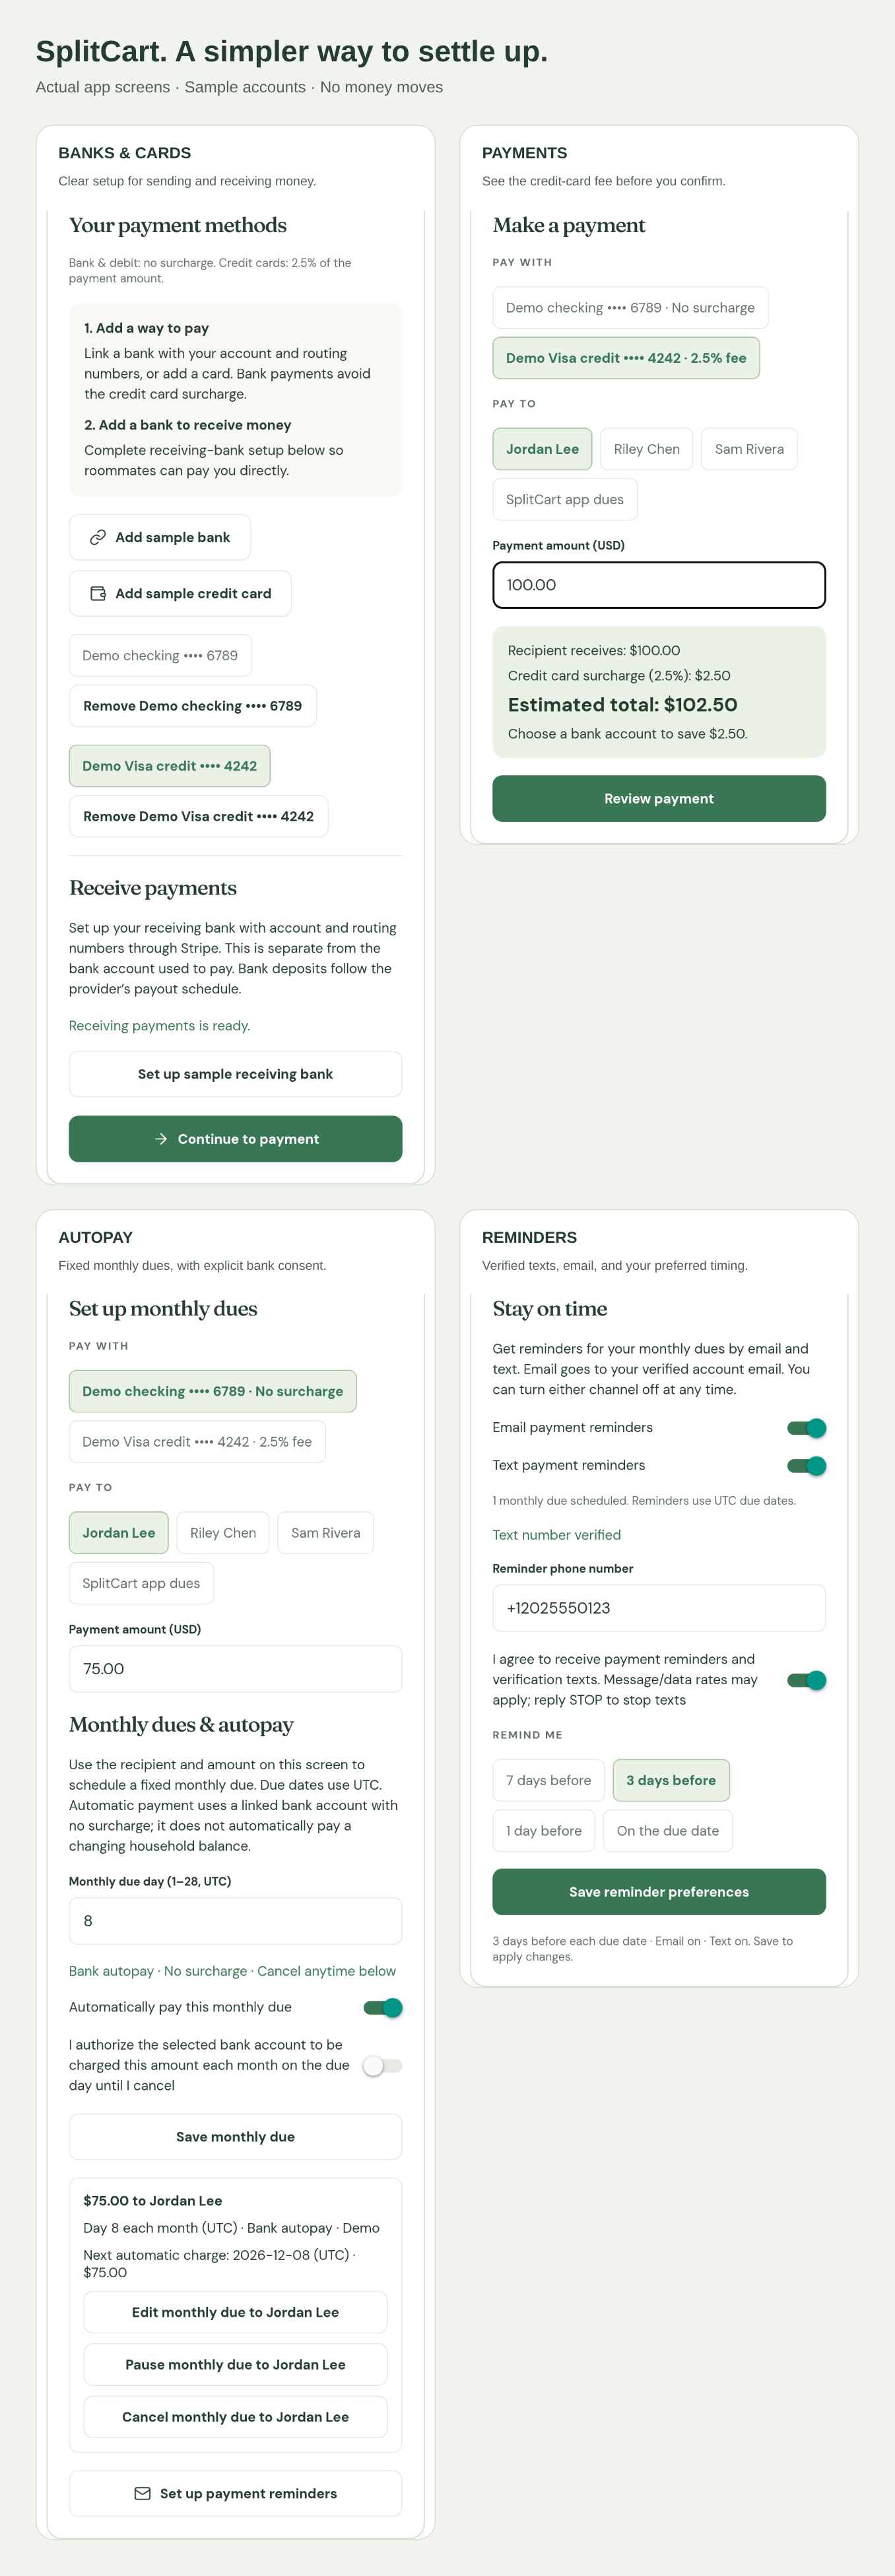 SplitCart. A simpler way to settle up.
Actual app screens · Sample accounts · No money moves
BANKS & CARDS
Clear setup for sending and receiving money.
Your payment methods
Bank & debit: no surcharge. Credit cards: 2.5% of the
payment amount.
1. Add a way to pay
Link a bank with your account and routing
numbers, or add a card. Bank payments avoid
the credit card surcharge.
2. Add a bank to receive money
Complete receiving-bank setup below so
roommates can pay you directly.
Add sample bank
Add sample credit card
Demo checking •••• 6789
Remove Demo checking •••• 6789
Demo Visa credit •••• 4242
Remove Demo Visa credit •••• 4242
Receive payments
Set up your receiving bank with account and routing
numbers through Stripe. This is separate from the
bank account used to pay. Bank deposits follow the
provider’s payout schedule.
Receiving payments is ready.
Set up sample receiving bank
Continue to payment
PAYMENTS
See the credit-card fee before you confirm.
Make a payment
PAY WITH
Demo checking •••• 6789 · No surcharge
Demo Visa credit •••• 4242 · 2.5% fee
PAY TO
Jordan Lee
Riley Chen
Sam Rivera
SplitCart app dues
Payment amount (USD)
100.00
Recipient receives: $100.00
Credit card surcharge (2.5%): $2.50
Estimated total: $102.50
Choose a bank account to save $2.50.
Review payment
AUTOPAY
Fixed monthly dues, with explicit bank consent.
Set up monthly dues
PAY WITH
Demo checking •••• 6789 · No surcharge
Demo Visa credit •••• 4242 · 2.5% fee
PAY TO
Jordan Lee
Riley Chen
Sam Rivera
SplitCart app dues
Payment amount (USD)
75.00
Monthly dues & autopay
Use the recipient and amount on this screen to
schedule a fixed monthly due. Due dates use UTC.
Automatic payment uses a linked bank account with
no surcharge; it does not automatically pay a
changing household balance.
Monthly due day (1–28, UTC)
8
Bank autopay · No surcharge · Cancel anytime below
Automatically pay this monthly due
I authorize the selected bank account to be
charged this amount each month on the due
day until I cancel
Save monthly due
$75.00 to Jordan Lee
Day 8 each month (UTC) · Bank autopay · Demo
Next automatic charge: 2026-12-08 (UTC) ·
$75.00
Edit monthly due to Jordan Lee
Pause monthly due to Jordan Lee
Cancel monthly due to Jordan Lee
Set up payment reminders
REMINDERS
Verified texts, email, and your preferred timing.
Stay on time
Get reminders for your monthly dues by email and
text. Email goes to your verified account email. You
can turn either channel off at any time.
Email payment reminders
Text payment reminders
1 monthly due scheduled. Reminders use UTC due dates.
Text number verified
Reminder phone number
+12025550123
I agree to receive payment reminders and
verification texts. Message/data rates may
apply; reply STOP to stop texts
REMIND ME
7 days before
3 days before
1 day before
On the due date
Save reminder preferences
3 days before each due date · Email on · Text on. Save to
apply changes.